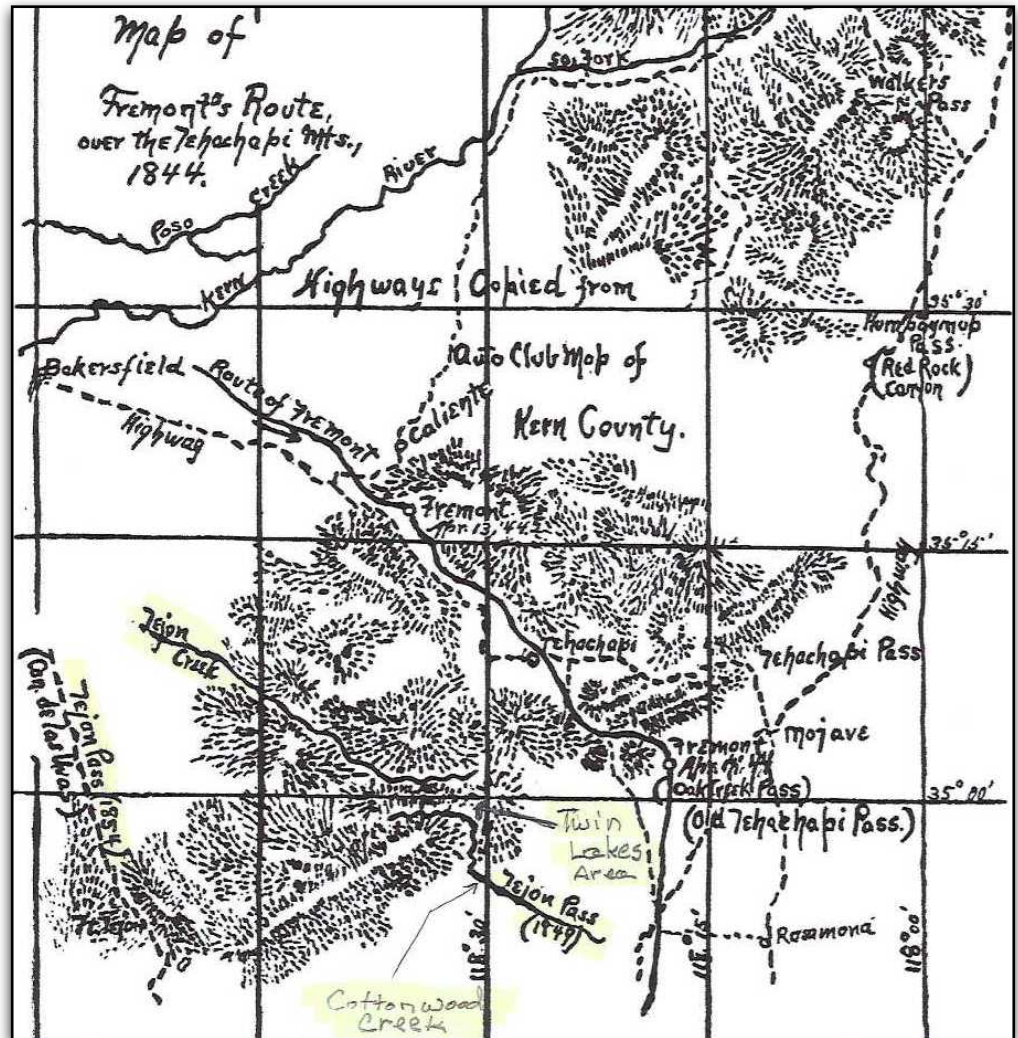 Map of
Fremont's Route,
over the Tehachapi Mts.,
1844.
So. Fork
Walkers
Pass
Poso Creek
Kern River
Highways Copied from
Auto Club Map of
Kern County.
35° 30'
Pass.
(Red Rock
Canyon)
Bakersfield
Highway
Route of Fremont
Caliente
Fremont
Apr. 13, 44
35° 15'
Highway
Tejon
Creek
Tehachapi
Tehachapi Pass
Tejon Pass (1854)
(Can. de las Uvas)
Mojave
Fremont
(Oak Creek Pass)
35° 00'
(Old Tehachapi Pass.)
Twin
Lakes
Area
Tejon Pass
(1849)
Ft. Tejon
Rosamond
118° 30'
118° 15'
118° 00'
Cottonwood
Creek